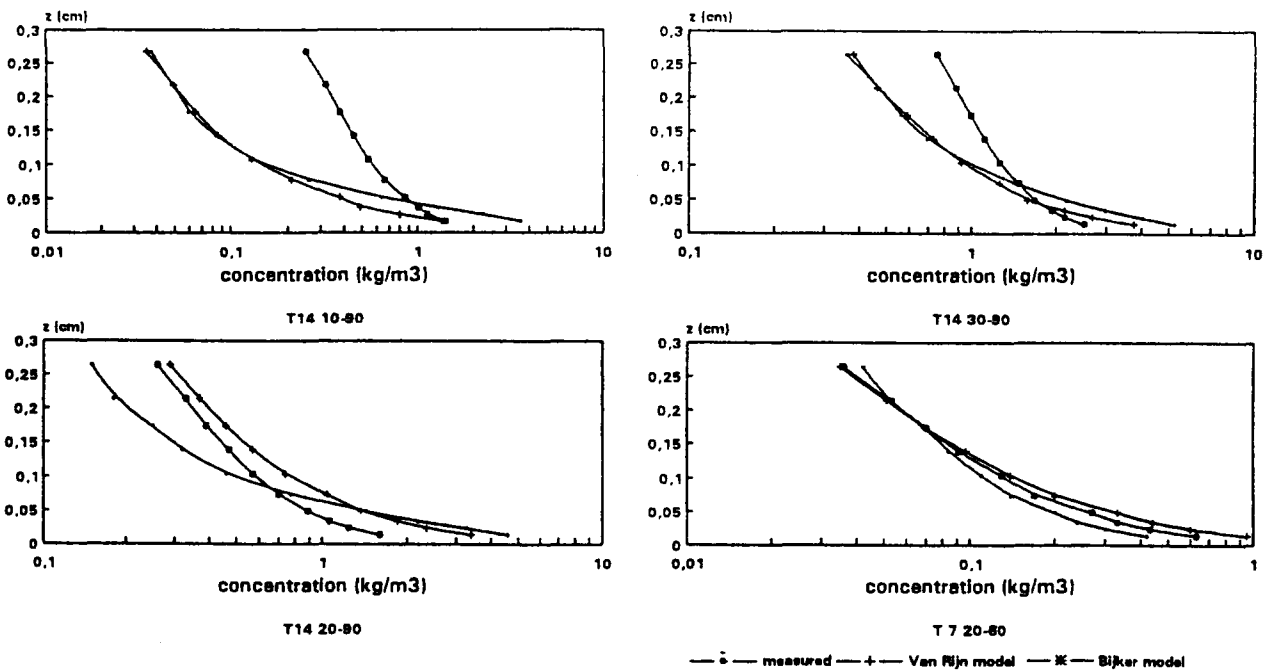 z (cm)
0,3
0,25
0,2
0,15
0,1
0,05
0
0,01
0,1
1
10
concentration (kg/m3)
T14 10-90
z (cm)
0,3
0,25
0,2
0,15
0,1
0,05
0
0,1
1
10
concentration (kg/m3)
T14 30-90
z (cm)
0,3
0,25
0,2
0,15
0,1
0,05
0
0,1
1
10
concentration (kg/m3)
T14 20-90
z (cm)
0,3
0,25
0,2
0,15
0,1
0,05
0
0,01
0,1
1
concentration (kg/m3)
T 7 20-60
measured
Van Rijn model
Bijker model